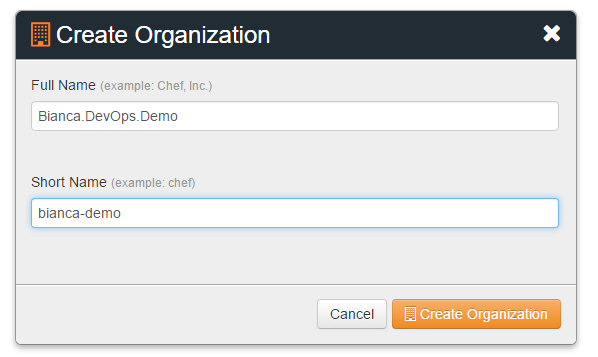 Create Organization
Full Name (example: Chef, Inc.)
Bianca.DevOps.Demo
Short Name (example: chef)
bianca-demo
Cancel Create Organization